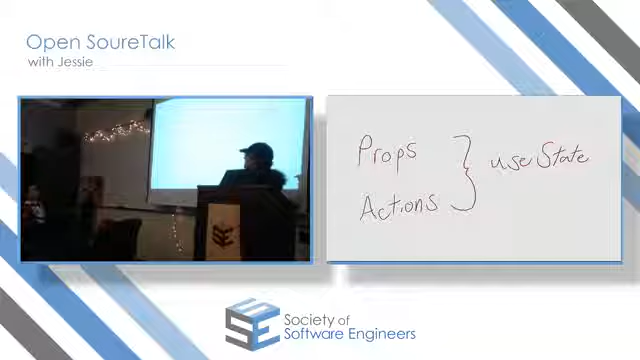 Open SoureTalk
with Jessie
Props
Actions
useState
Society of
Software Engineers